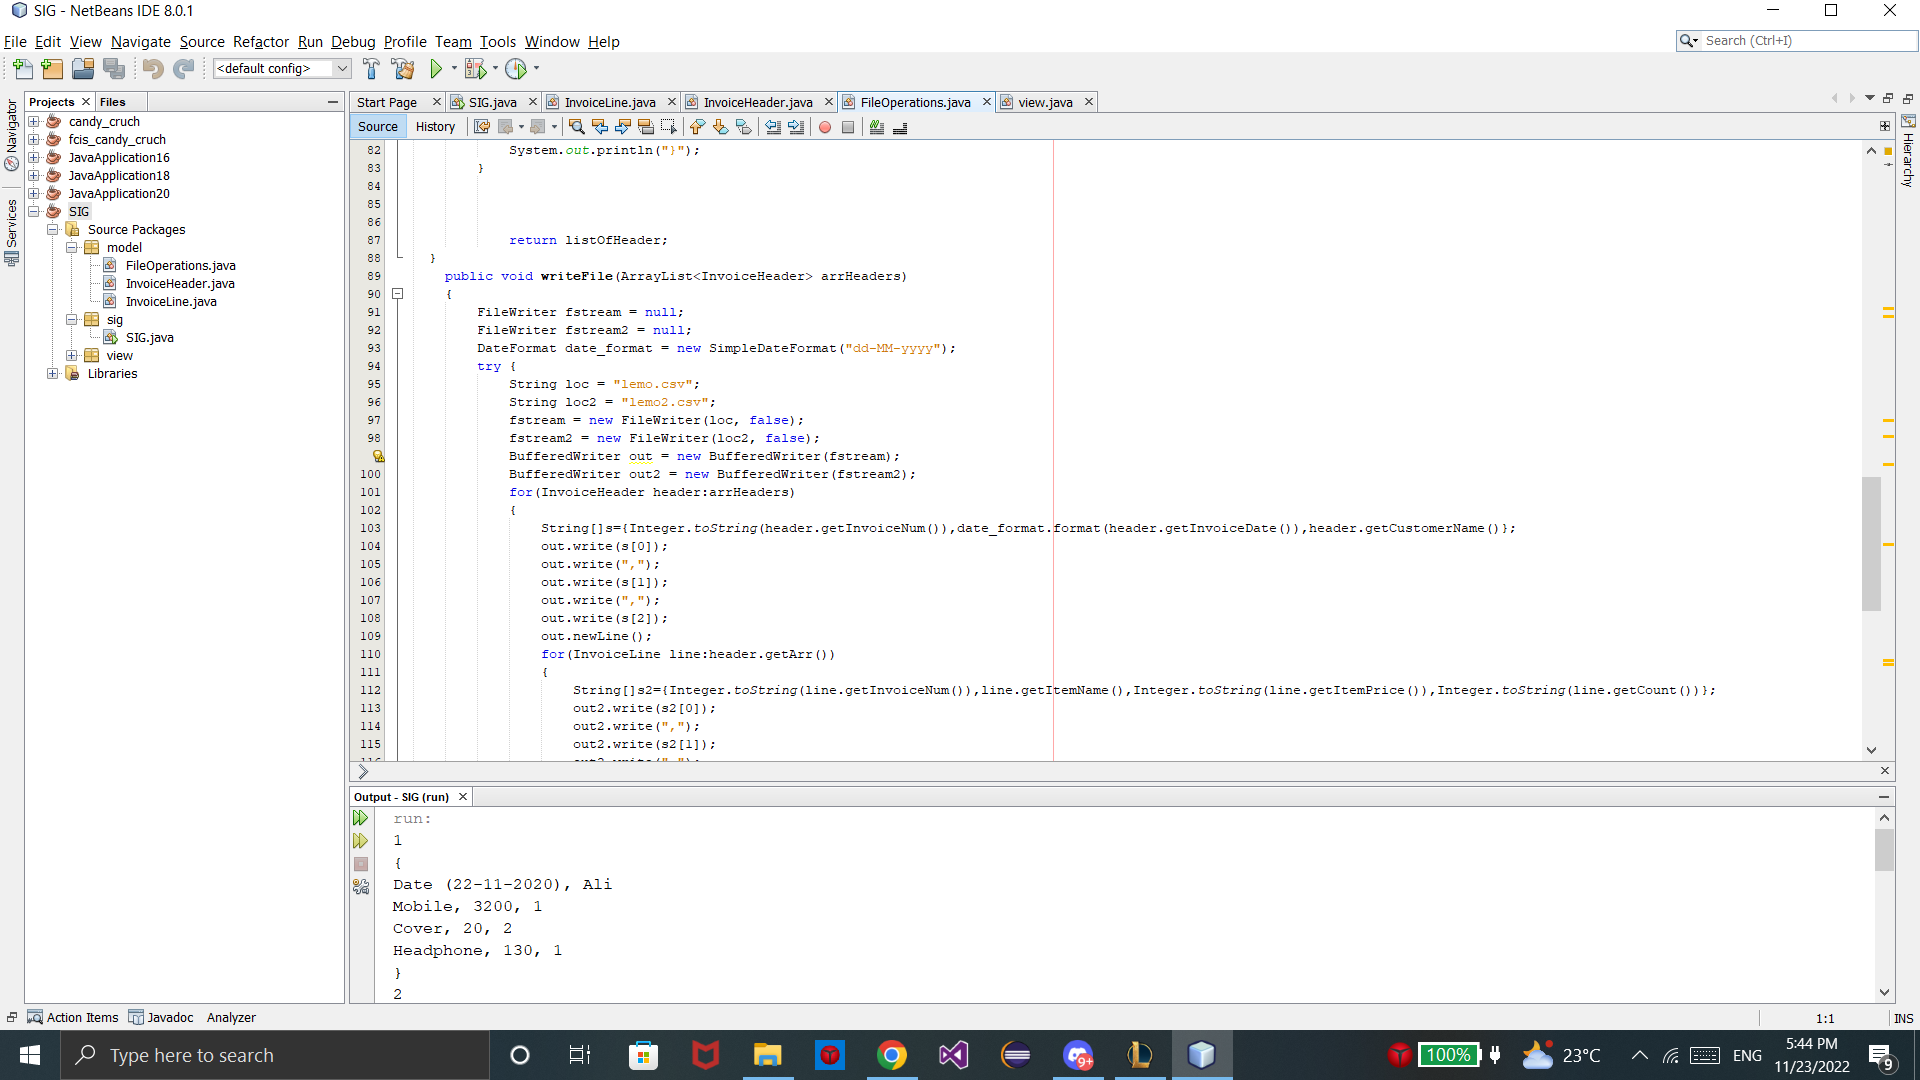 SIG - NetBeans IDE 8.0.1
File Edit View Navigate Source Refactor Run Debug Profile Team Tools Window Help
Search (Ctrl+I)
<default config>
Navigator
Services
Hierarchy
Projects Files
candy_cruch
fcis_candy_cruch
JavaApplication16
JavaApplication18
JavaApplication20
SIG
Source Packages
model
FileOperations.java
InvoiceHeader.java
InvoiceLine.java
sig
SIG.java
view
Libraries
Start Page SIG.java InvoiceLine.java InvoiceHeader.java FileOperations.java view.java
Source History
82 System.out.println("}");
83 }
84
85
86
87 return listOfHeader;
88 }
89 public void writeFile(ArrayList<InvoiceHeader> arrHeaders)
90 {
91 FileWriter fstream = null;
92 FileWriter fstream2 = null;
93 DateFormat date_format = new SimpleDateFormat("dd-MM-yyyy");
94 try {
95 String loc = "lemo.csv";
96 String loc2 = "lemo2.csv";
97 fstream = new FileWriter(loc, false);
98 fstream2 = new FileWriter(loc2, false);
BufferedWriter out = new BufferedWriter(fstream);
100 BufferedWriter out2 = new BufferedWriter(fstream2);
101 for(InvoiceHeader header:arrHeaders)
102 {
103 String[]s={Integer.toString(header.getInvoiceNum()),date_format.format(header.getInvoiceDate()),header.getCustomerName()};
104 out.write(s[0]);
105 out.write(",");
106 out.write(s[1]);
107 out.write(",");
108 out.write(s[2]);
109 out.newLine();
110 for(InvoiceLine line:header.getArr())
111 {
112 String[]s2={Integer.toString(line.getInvoiceNum()),line.getItemName(),Integer.toString(line.getItemPrice()),Integer.toString(line.getCount())};
113 out2.write(s2[0]);
114 out2.write(",");
115 out2.write(s2[1]);
Output - SIG (run)
run:
1
{
Date (22-11-2020), Ali
Mobile, 3200, 1
Cover, 20, 2
Headphone, 130, 1
}
2
Action Items Javadoc Analyzer
1:1 INS
Type here to search
9+
100%
23°C
ENG
5:44 PM
11/23/2022
9